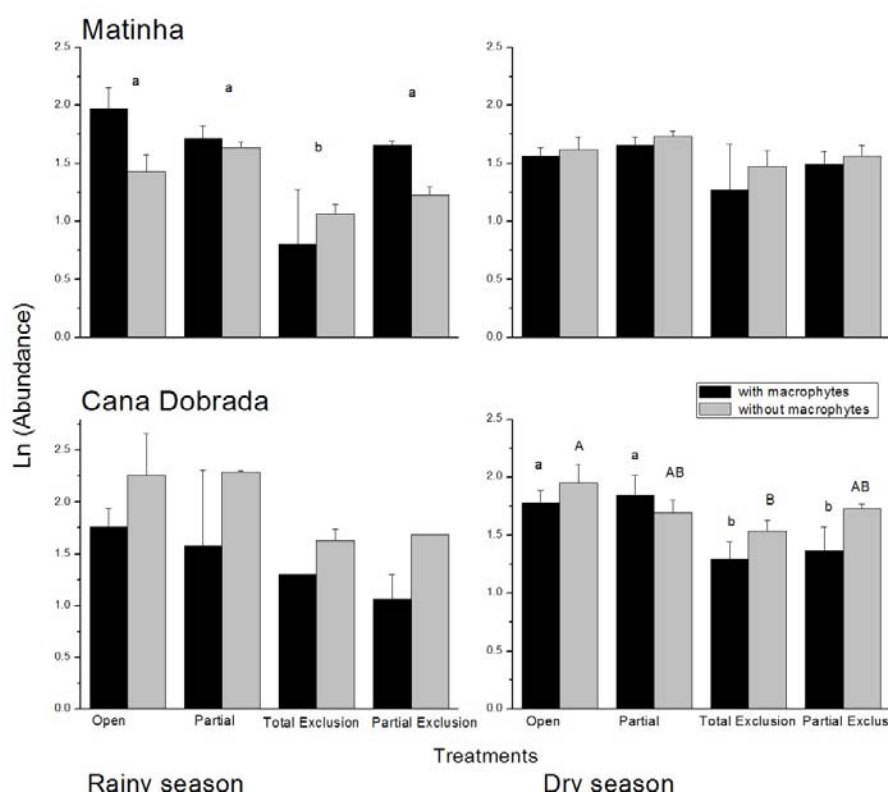 Matinha
2.5
2.0
1.5
1.0
0.5
0.0
a
a
b
a
2.5
2.0
1.5
1.0
0.5
0.0
Ln (Abundance)
Cana Dobrada
2.5
2.0
1.5
1.0
0.5
0.0
with macrophytes
without macrophytes
2.5
2.0
1.5
1.0
0.5
0.0
a A a AB b B b AB
Open Partial Total Exclusion Partial Exclusion
Open Partial Total Exclusion Partial Exclus
Treatments
Rainy season Dry season